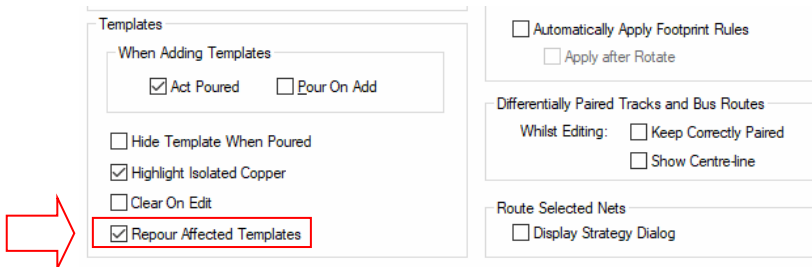 Templates
When Adding Templates
Act Poured
Pour On Add
Hide Template When Poured
Highlight Isolated Copper
Clear On Edit
Repour Affected Templates
Automatically Apply Footprint Rules
Apply after Rotate
Differentially Paired Tracks and Bus Routes
Whilst Editing:
Keep Correctly Paired
Show Centre-line
Route Selected Nets
Display Strategy Dialog